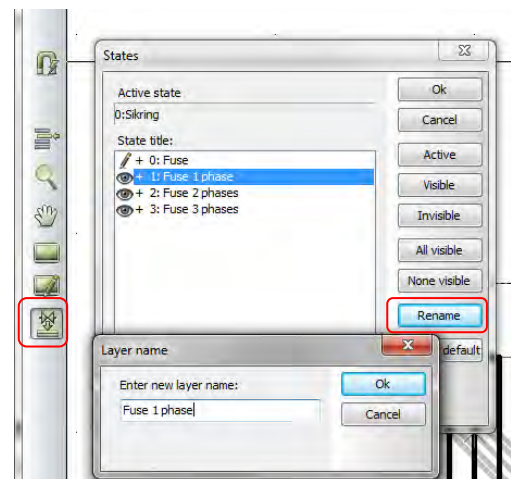 States
Active state
0:Sikring
State title:
+ 0: Fuse
+ 1: Fuse 1 phase
+ 2: Fuse 2 phases
+ 3: Fuse 3 phases
Ok
Cancel
Active
Visible
Invisible
All visible
None visible
Rename
default
Layer name
Enter new layer name:
Fuse 1 phase
Ok
Cancel